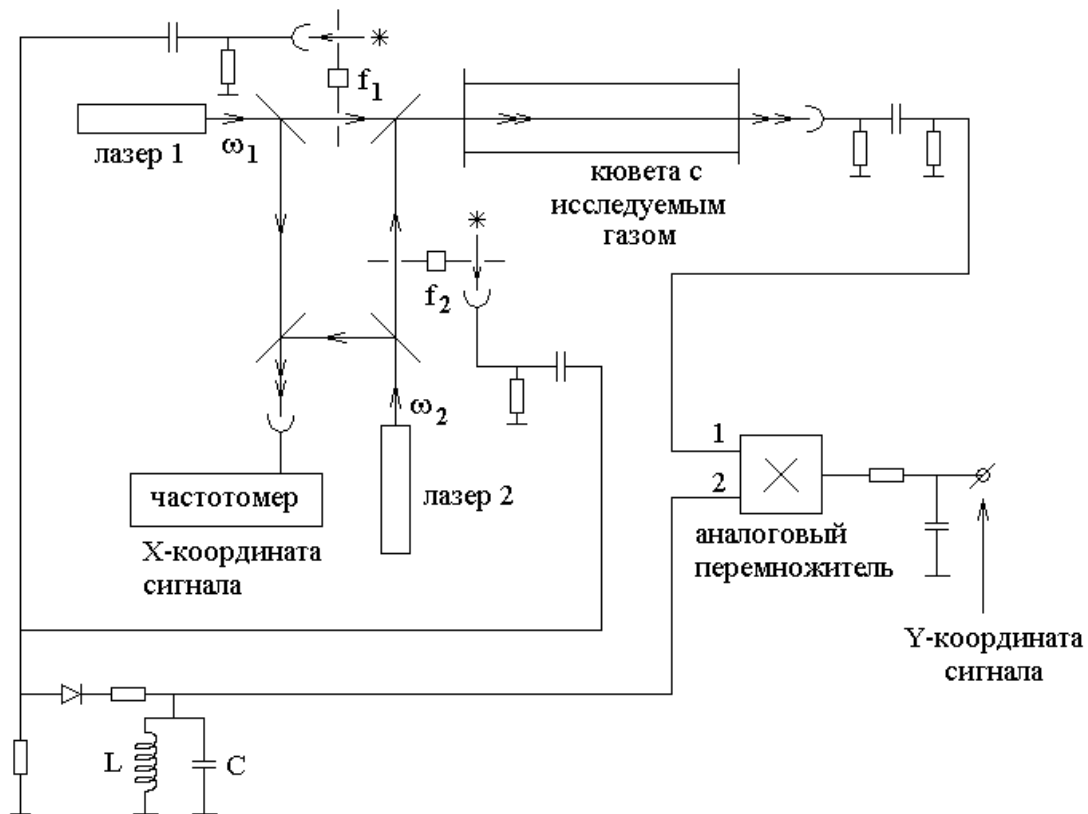 f1
лазер 1
ω1
кювета с
исследуемым
газом
f2
ω2
1
2
частотомер
лазер 2
X-координата
сигнала
аналоговый
перемножитель
Y-координата
сигнала
L
C